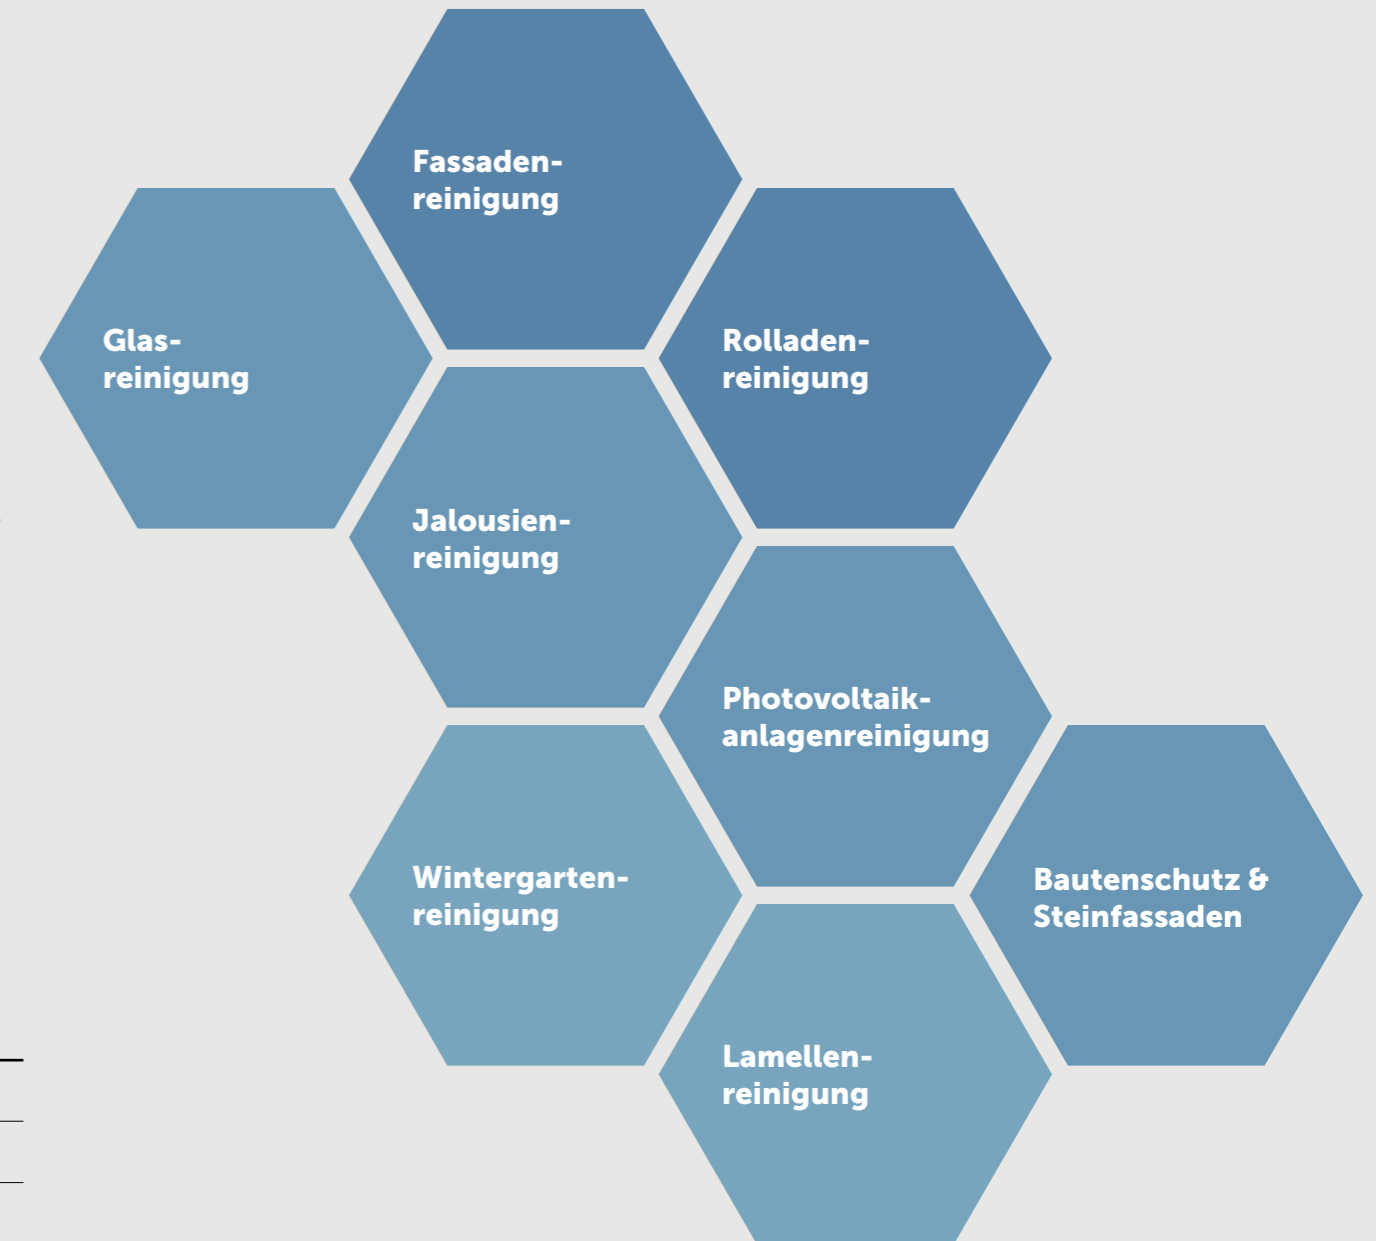 Fassaden-
reinigung
Glas-
reinigung
Rolladen-
reinigung
Jalousien-
reinigung
Photovoltaik-
anlagenreinigung
Wintergarten-
reinigung
Bautenschutz &
Steinfassaden
Lamellen-
reinigung